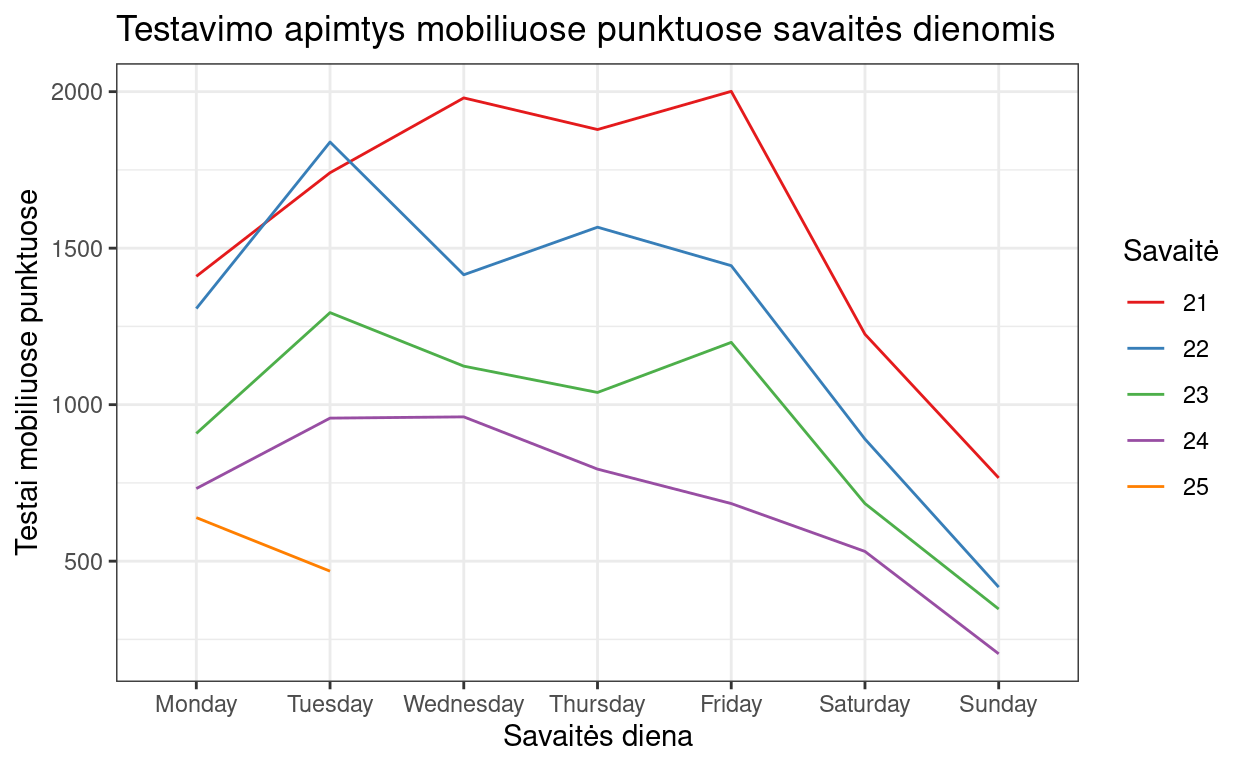 Testavimo apimtys mobiliuose punktuose savaitės dienomis
Testai mobiliuose punktuose
2000
1500
1000
500
Monday Tuesday Wednesday Thursday Friday Saturday Sunday
Savaitės diena
Savaitė
21
22
23
24
25